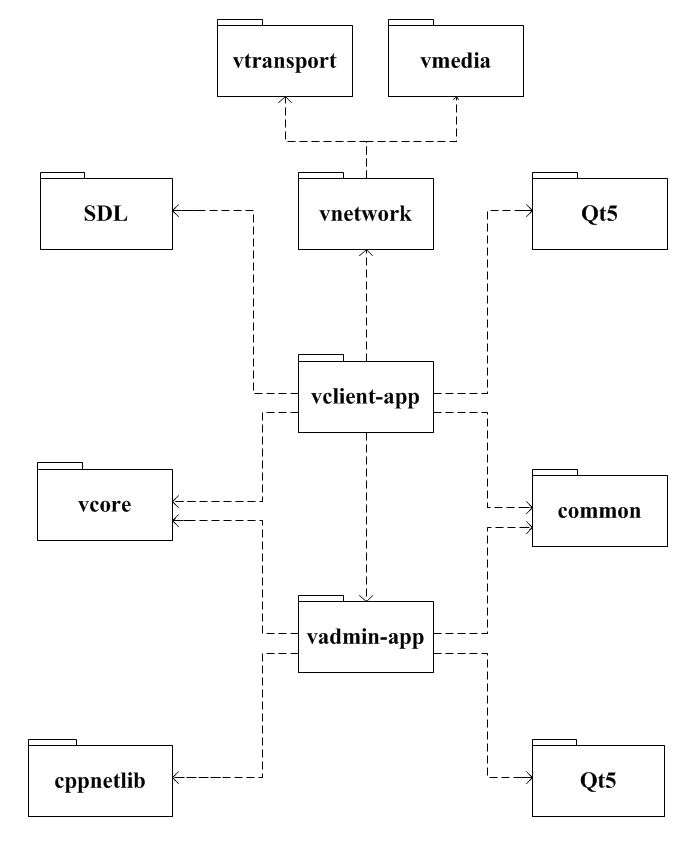 vtransport
vmedia
SDL
vnetwork
Qt5
vclient-app
vcore
common
vadmin-app
cppnetlib
Qt5